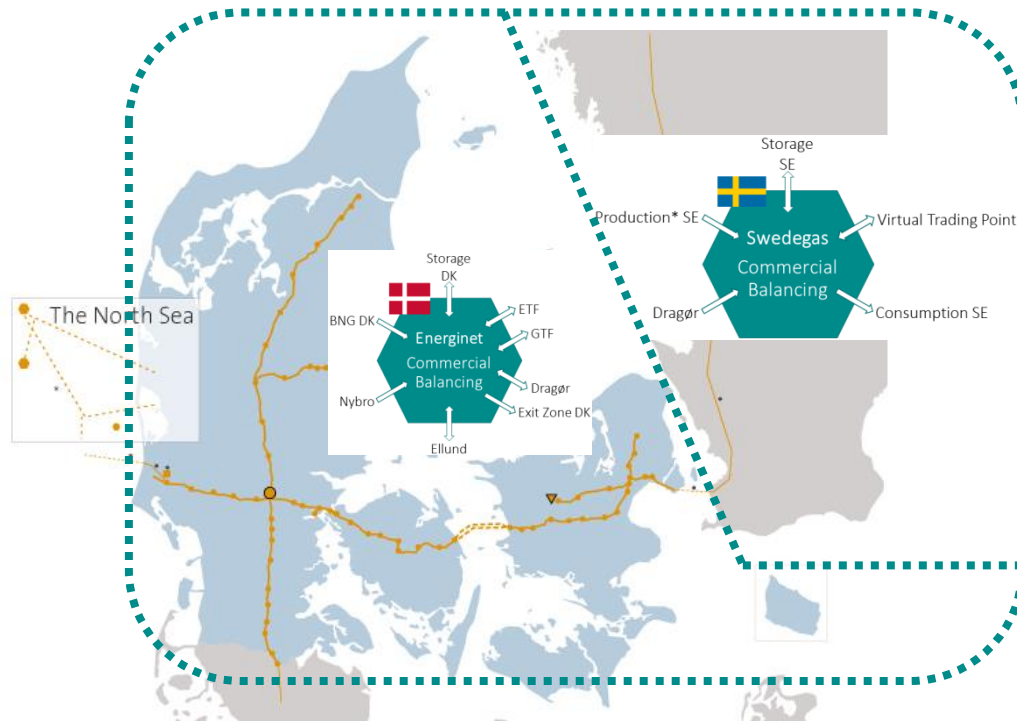 The North Sea
Storage
DK
BNG DK
ETF
GTF
Energinet
Commercial
Balancing
Nybro
Dragør
Exit Zone DK
Ellund
Storage
SE
Production* SE
Virtual Trading Point
Swedegas
Commercial
Balancing
Dragør
Consumption SE